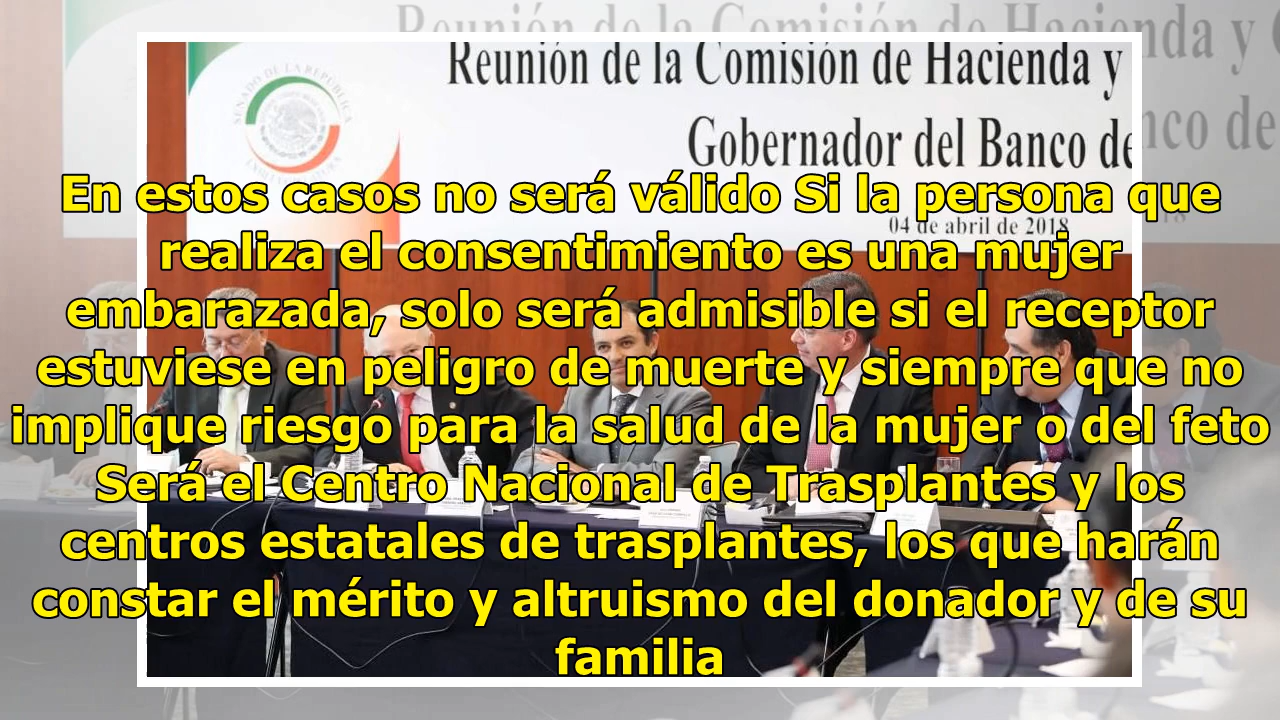 Reunión de la Comisión de Hacienda y
Gobernador del Banco de
04 de abril de 2018
SENADO DE LA REPÚBLICA
En estos casos no será válido Si la persona que
realiza el consentimiento es una mujer
embarazada, solo será admisible si el receptor
estuviese en peligro de muerte y siempre que no
implique riesgo para la salud de la mujer o del feto
Será el Centro Nacional de Trasplantes y los
centros estatales de trasplantes, los que harán
constar el mérito y altruismo del donador y de su
familia